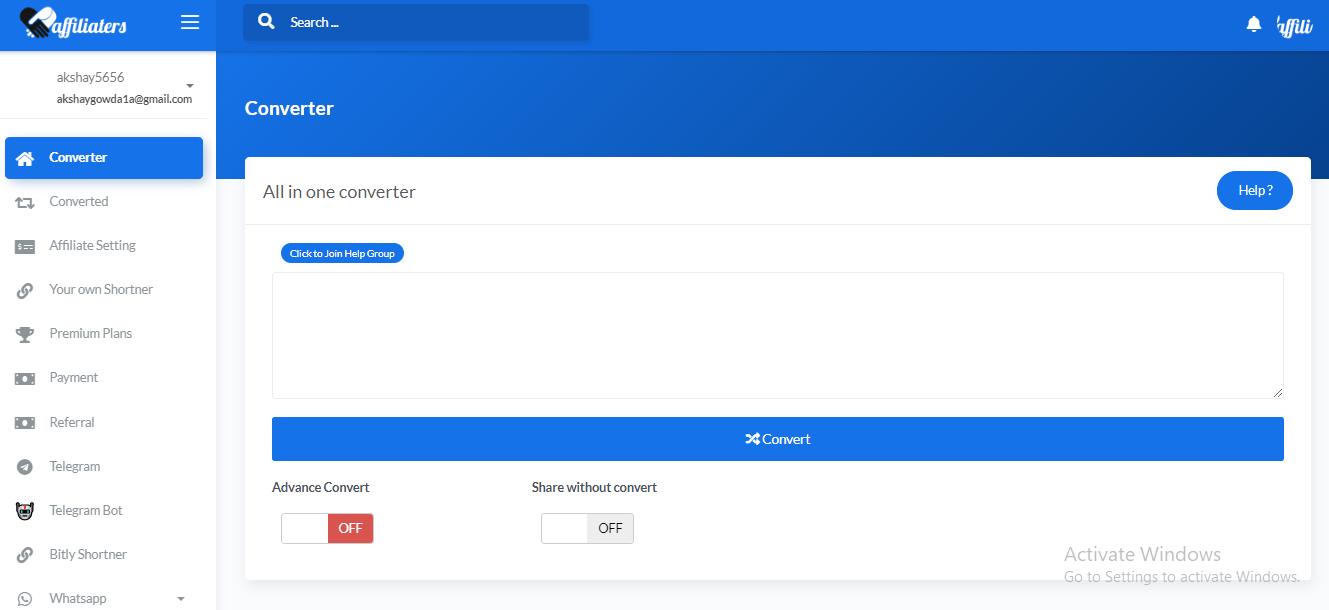 affiliaters
Search ...
affili
akshay5656
akshaygowda1a@gmail.com
Converter
Converted
Affiliate Setting
Your own Shortner
Premium Plans
Payment
Referral
Telegram
Telegram Bot
Bitly Shortner
Whatsapp
Converter
All in one converter
Help ?
Click to Join Help Group
Convert
Advance Convert
Share without convert
OFF
OFF
Activate Windows
Go to Settings to activate Windows.